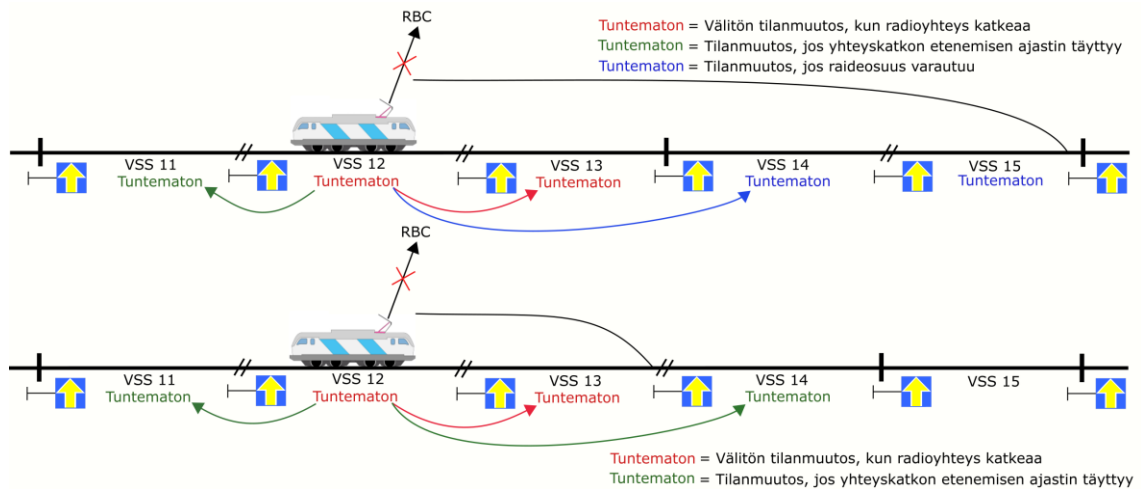 RBC
Tuntematon = Välitön tilanmuutos, kun radioyhteys katkeaa
Tuntematon = Tilanmuutos, jos yhteyskatkon etenemisen ajastin täyttyy
Tuntematon = Tilanmuutos, jos raideosuus varautuu
VSS 11 VSS 12 VSS 13 VSS 14 VSS 15
Tuntematon Tuntematon Tuntematon Tuntematon Tuntematon
RBC
VSS 11 VSS 12 VSS 13 VSS 14 VSS 15
Tuntematon Tuntematon Tuntematon Tuntematon
Tuntematon = Välitön tilanmuutos, kun radioyhteys katkeaa
Tuntematon = Tilanmuutos, jos yhteyskatkon etenemisen ajastin täyttyy